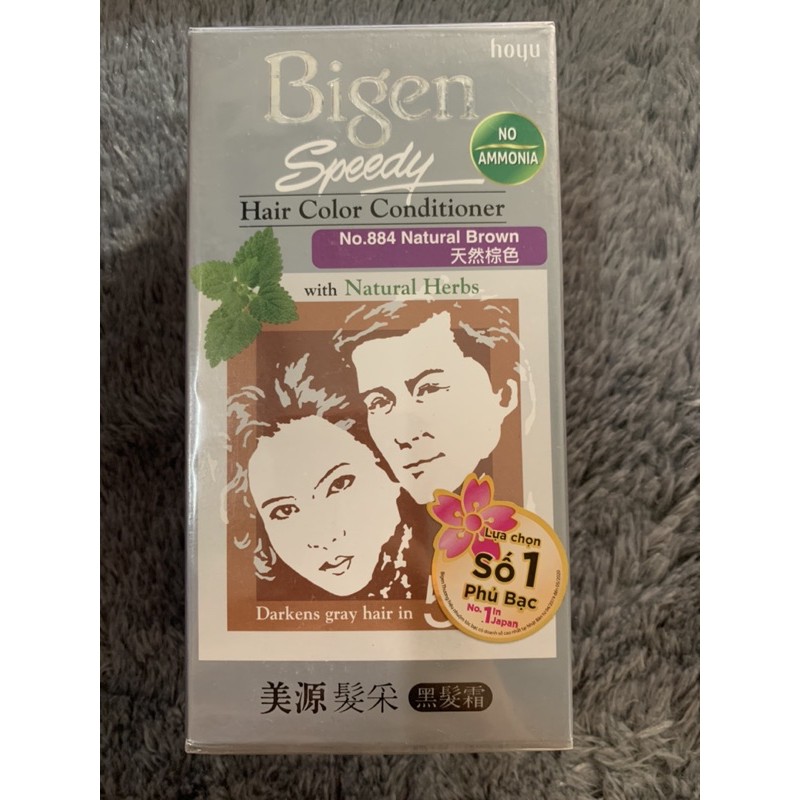 hoyu
Bigen
Speedy
NO
AMMONIA
Hair Color Conditioner
No.884 Natural Brown
天然棕色
with Natural Herbs
Lựa chọn
Số 1
Phủ Bạc
No.1 in Japan
Darkens gray hair in 5
美源 髮采 黑髮霜